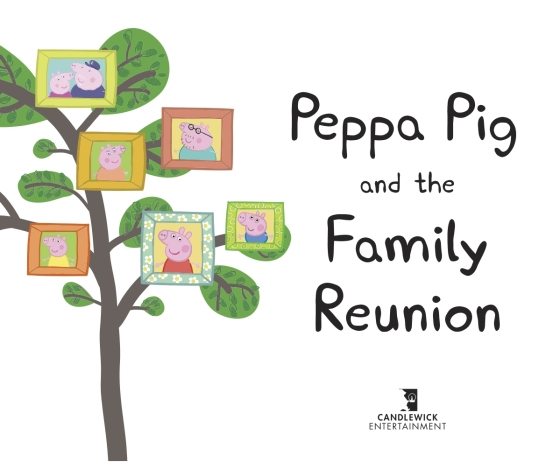 Peppa Pig
and the
Family
Reunion
CANDLEWICK
ENTERTAINMENT